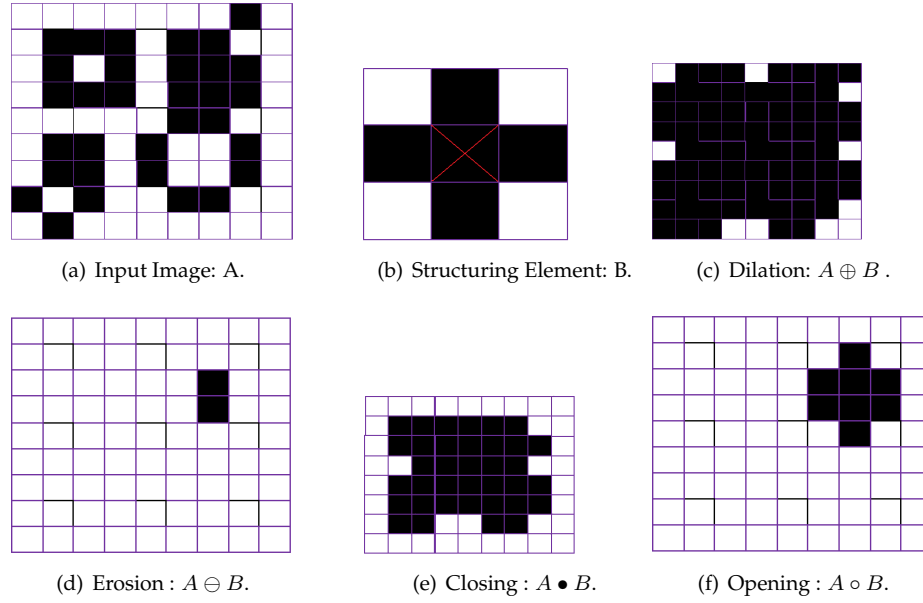 (a) Input Image: A.
(b) Structuring Element: B.
(c) Dilation: A ⊕ B .
(d) Erosion : A ⊖ B.
(e) Closing : A • B.
(f) Opening : A ∘ B.